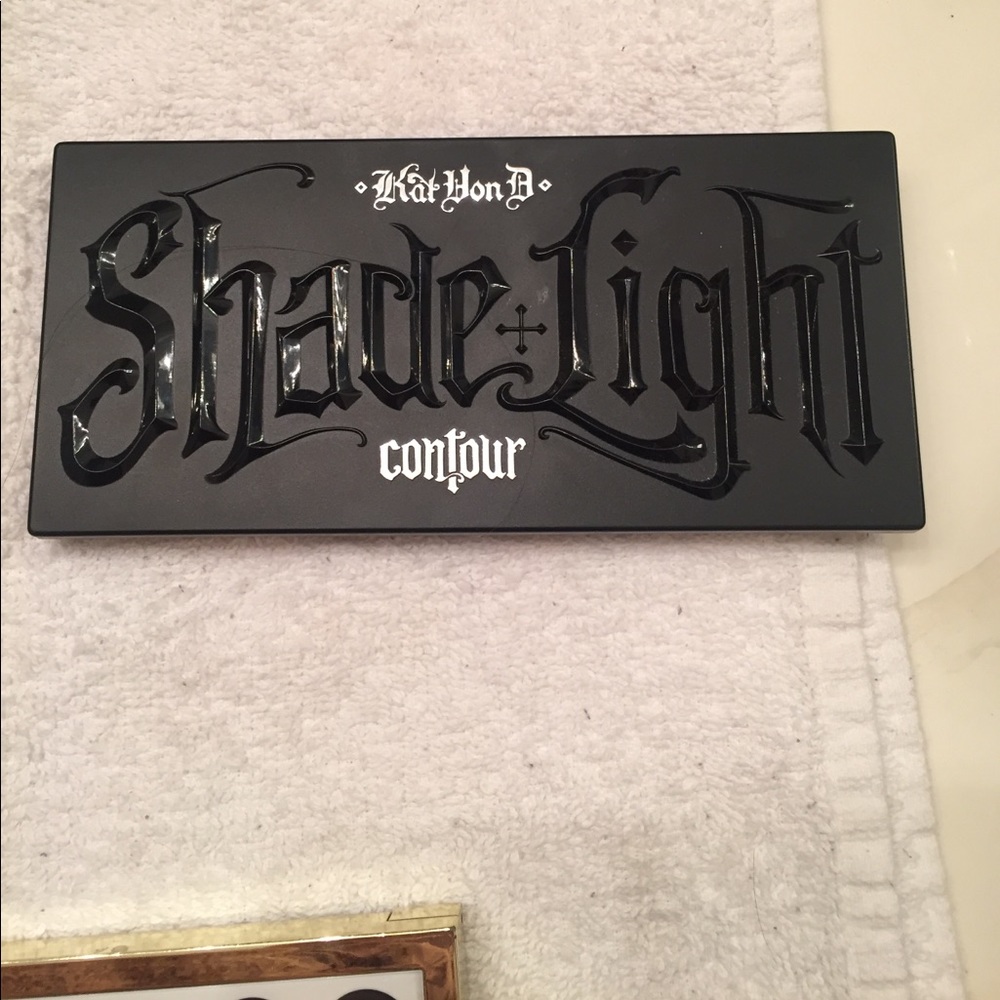 Kat Von D
Shade + Light
contour